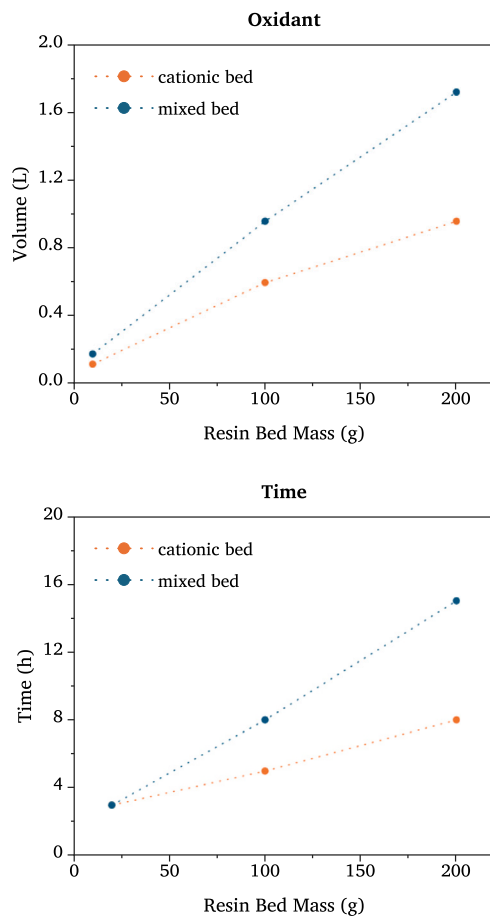 Oxidant
2.0
1.6
1.2
0.8
0.4
0.0
Volume (L)
cationic bed
mixed bed
0 50 100 150 200
Resin Bed Mass (g)
Time
20
16
12
8
4
0
Time (h)
cationic bed
mixed bed
0 50 100 150 200
Resin Bed Mass (g)